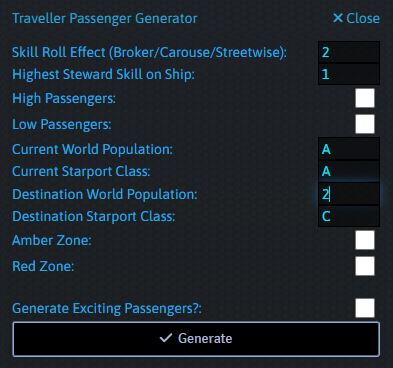 Traveller Passenger Generator
✕ Close
Skill Roll Effect (Broker/Carouse/Streetwise): 2
Highest Steward Skill on Ship: 1
High Passengers:
Low Passengers:
Current World Population: A
Current Starport Class: A
Destination World Population: 2
Destination Starport Class: C
Amber Zone:
Red Zone:
Generate Exciting Passengers?:
✓ Generate